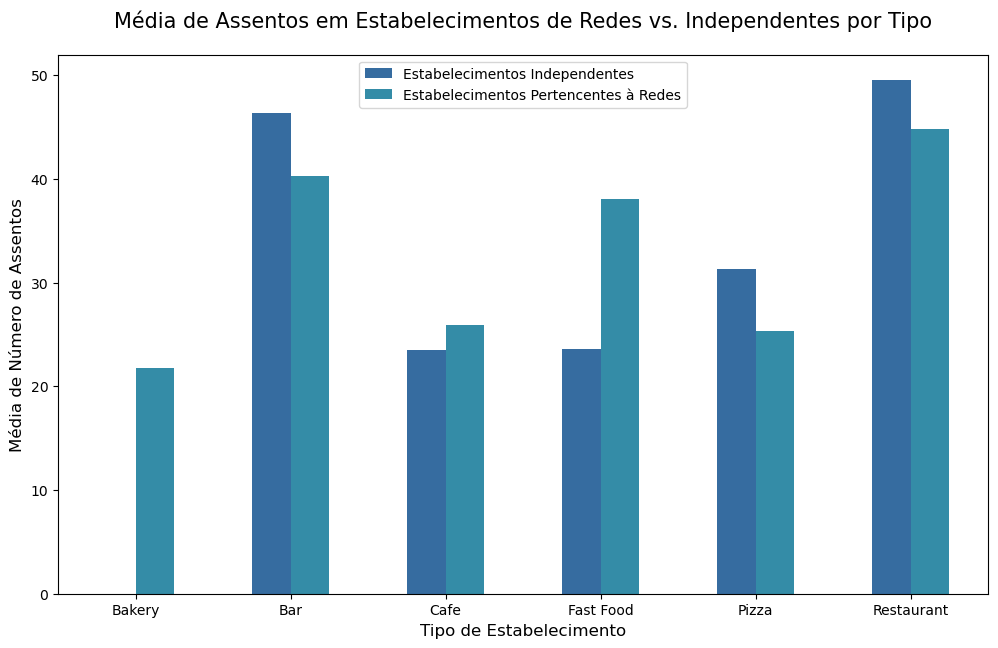 Média de Assentos em Estabelecimentos de Redes vs. Independentes por Tipo
Estabelecimentos Independentes
Estabelecimentos Pertencentes à Redes
Média de Número de Assentos
50
40
30
20
10
0
Bakery Bar Cafe Fast Food Pizza Restaurant
Tipo de Estabelecimento